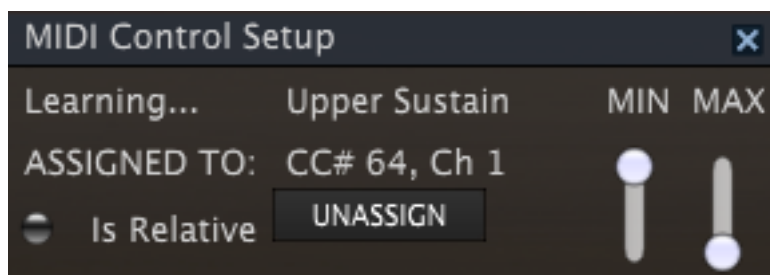 MIDI Control Setup
Learning... Upper Sustain MIN MAX
ASSIGNED TO: CC# 64, Ch 1
Is Relative UNASSIGN